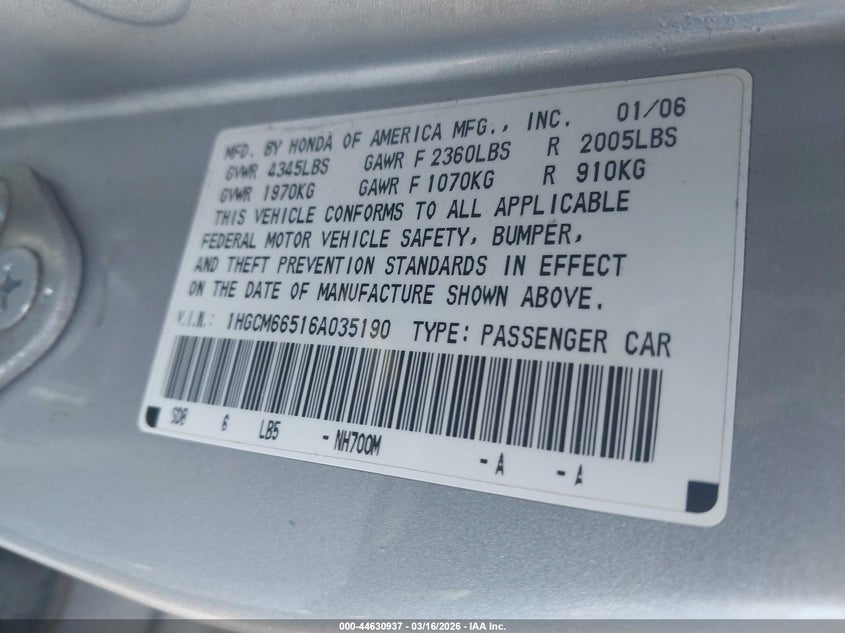 MFD. BY HONDA OF AMERICA MFG., INC. 01/06
GVWR 4345LBS GAWR F 2360LBS R 2005LBS
GVWR 1970KG GAWR F 1070KG R 910KG
THIS VEHICLE CONFORMS TO ALL APPLICABLE
FEDERAL MOTOR VEHICLE SAFETY, BUMPER,
AND THEFT PREVENTION STANDARDS IN EFFECT
ON THE DATE OF MANUFACTURE SHOWN ABOVE.
V.I.N.: 1HGCM66516A035190 TYPE: PASSENGER CAR
SDB 6 LB5 -NH700M -A -A
000-44630937 - 03/16/2026 - IAA Inc.